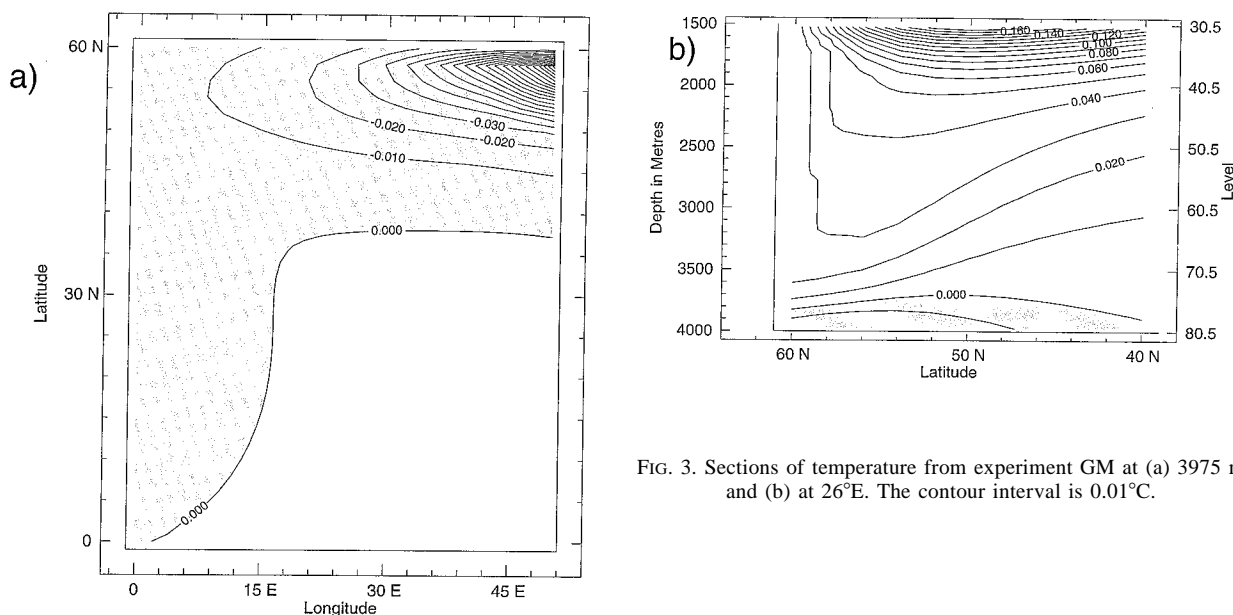 a)
60 N
30 N
0
Latitude
-0.020
-0.030
-0.020
-0.010
0.000
0.000
0
15 E
30 E
45 E
Longitude
b)
1500
2000
2500
3000
3500
4000
Depth in Metres
0.160
0.140
0.120
0.100
0.080
0.060
0.040
0.020
0.000
30.5
40.5
50.5
60.5
70.5
80.5
Level
60 N
50 N
40 N
Latitude
FIG. 3. Sections of temperature from experiment GM at (a) 3975
and (b) at 26°E. The contour interval is 0.01°C.